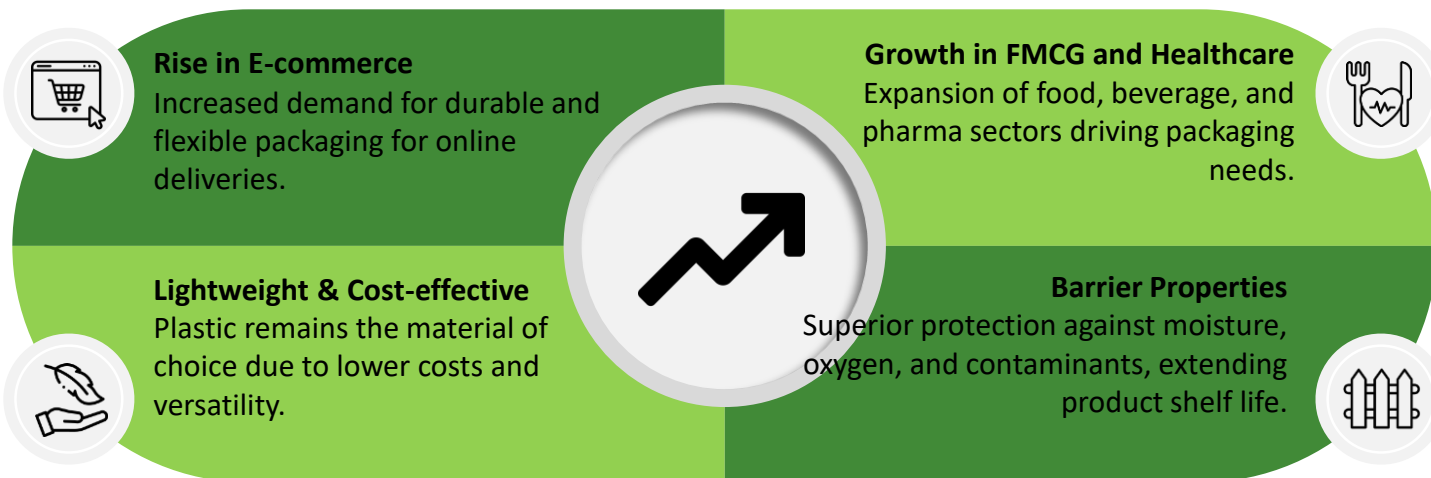 Rise in E-commerce
Increased demand for durable and
flexible packaging for online
deliveries.
Growth in FMCG and Healthcare
Expansion of food, beverage, and
pharma sectors driving packaging
needs.
Lightweight & Cost-effective
Plastic remains the material of
choice due to lower costs and
versatility.
Barrier Properties
Superior protection against moisture,
oxygen, and contaminants, extending
product shelf life.